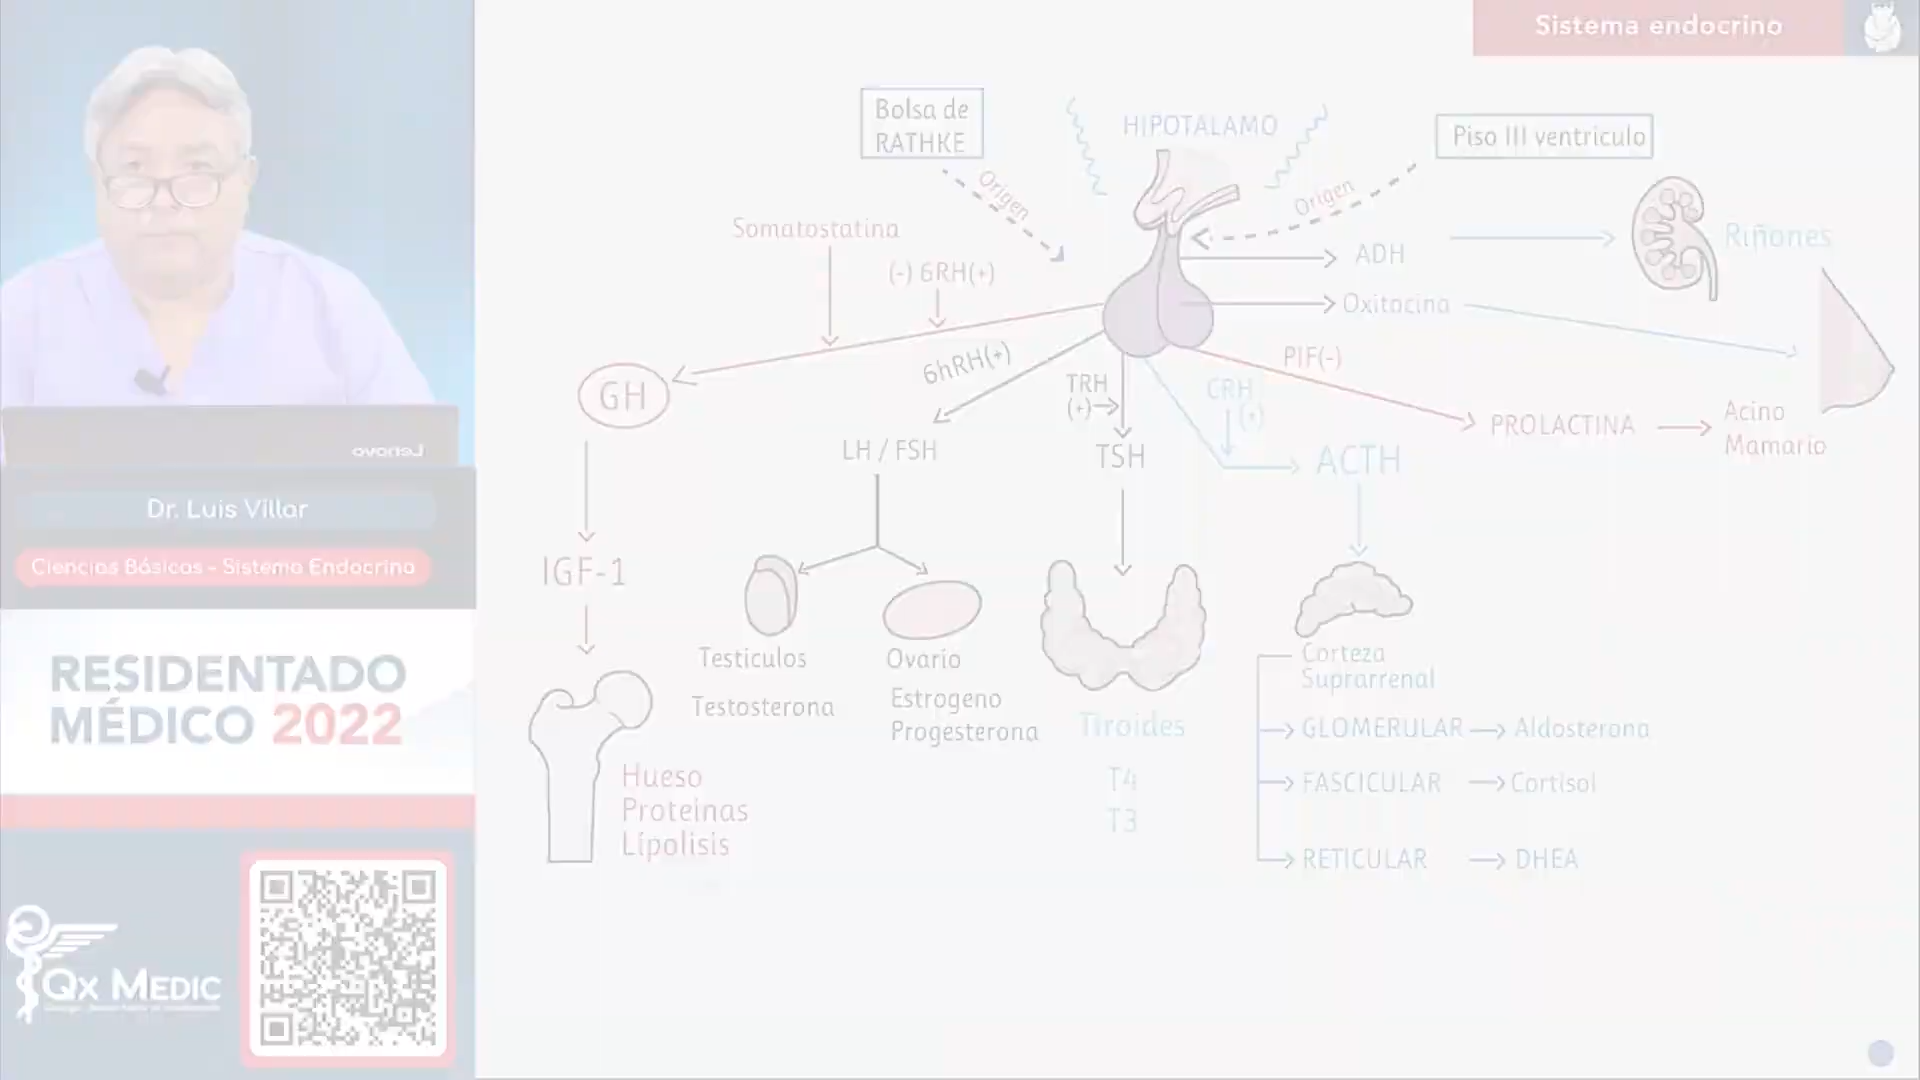 Sistema endocrino
Bolsa de
RATHKE
HIPOTALAMO
Piso III ventriculo
Origen
Origen
Somatostatina
(-) 6RH(+)
ADH
Riñones
Oxitocina
6hRH(+)
TRH
(+)
CRH
(+)
PIF(-)
GH
LH / FSH
TSH
ACTH
PROLACTINA
Acino
Mamario
IGF-1
Testiculos
Testosterona
Ovario
Estrogeno
Progesterona
Tiroides
T4
T3
Corteza
Suprarrenal
GLOMERULAR
Aldosterona
FASCICULAR
Cortisol
RETICULAR
DHEA
Hueso
Proteinas
Lipolisis
Lenovo
Dr. Luis Villar
Ciencias Básicas - Sistema Endocrino
RESIDENTADO
MÉDICO 2022
QX MEDIC